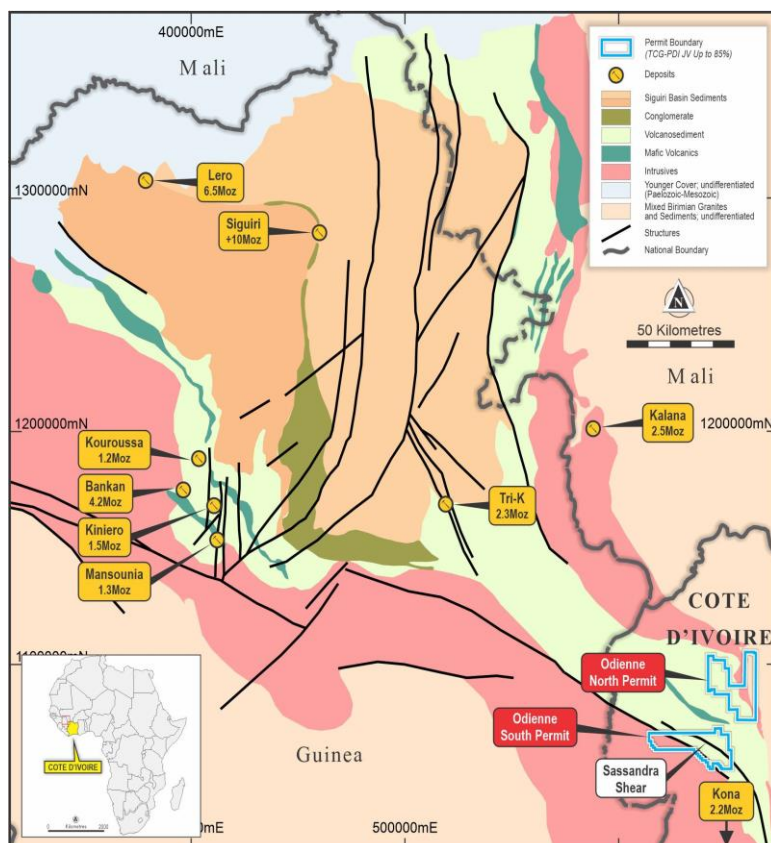 400000mE
500000mE
Mali
Permit Boundary
(TCG-PDI JV Up to 85%)
Deposits
Siguiri Basin Sediments
Conglomerate
Volcanosediment
Mafic Volcanics
Intrusives
Younger Cover; undifferentiated
(Paelozoic-Mesozoic)
Mixed Birimian Granites
and Sediments; undifferentiated
Structures
National Boundary
1300000mN
Lero
6.5Moz
Siguiri
+10Moz
N
50 Kilometres
Mali
1200000mN
Kalana
2.5Moz
1200000mN
Kouroussa
1.2Moz
Bankan
4.2Moz
Kiniero
1.5Moz
Mansounia
1.3Moz
Tri-K
2.3Moz
COTE
D'IVOIRE
Odienne
North Permit
Odienne
South Permit
Sassandra
Shear
Guinea
Kona
2.2Moz
COTE D'IVOIRE
Kilometres
0
500000mE